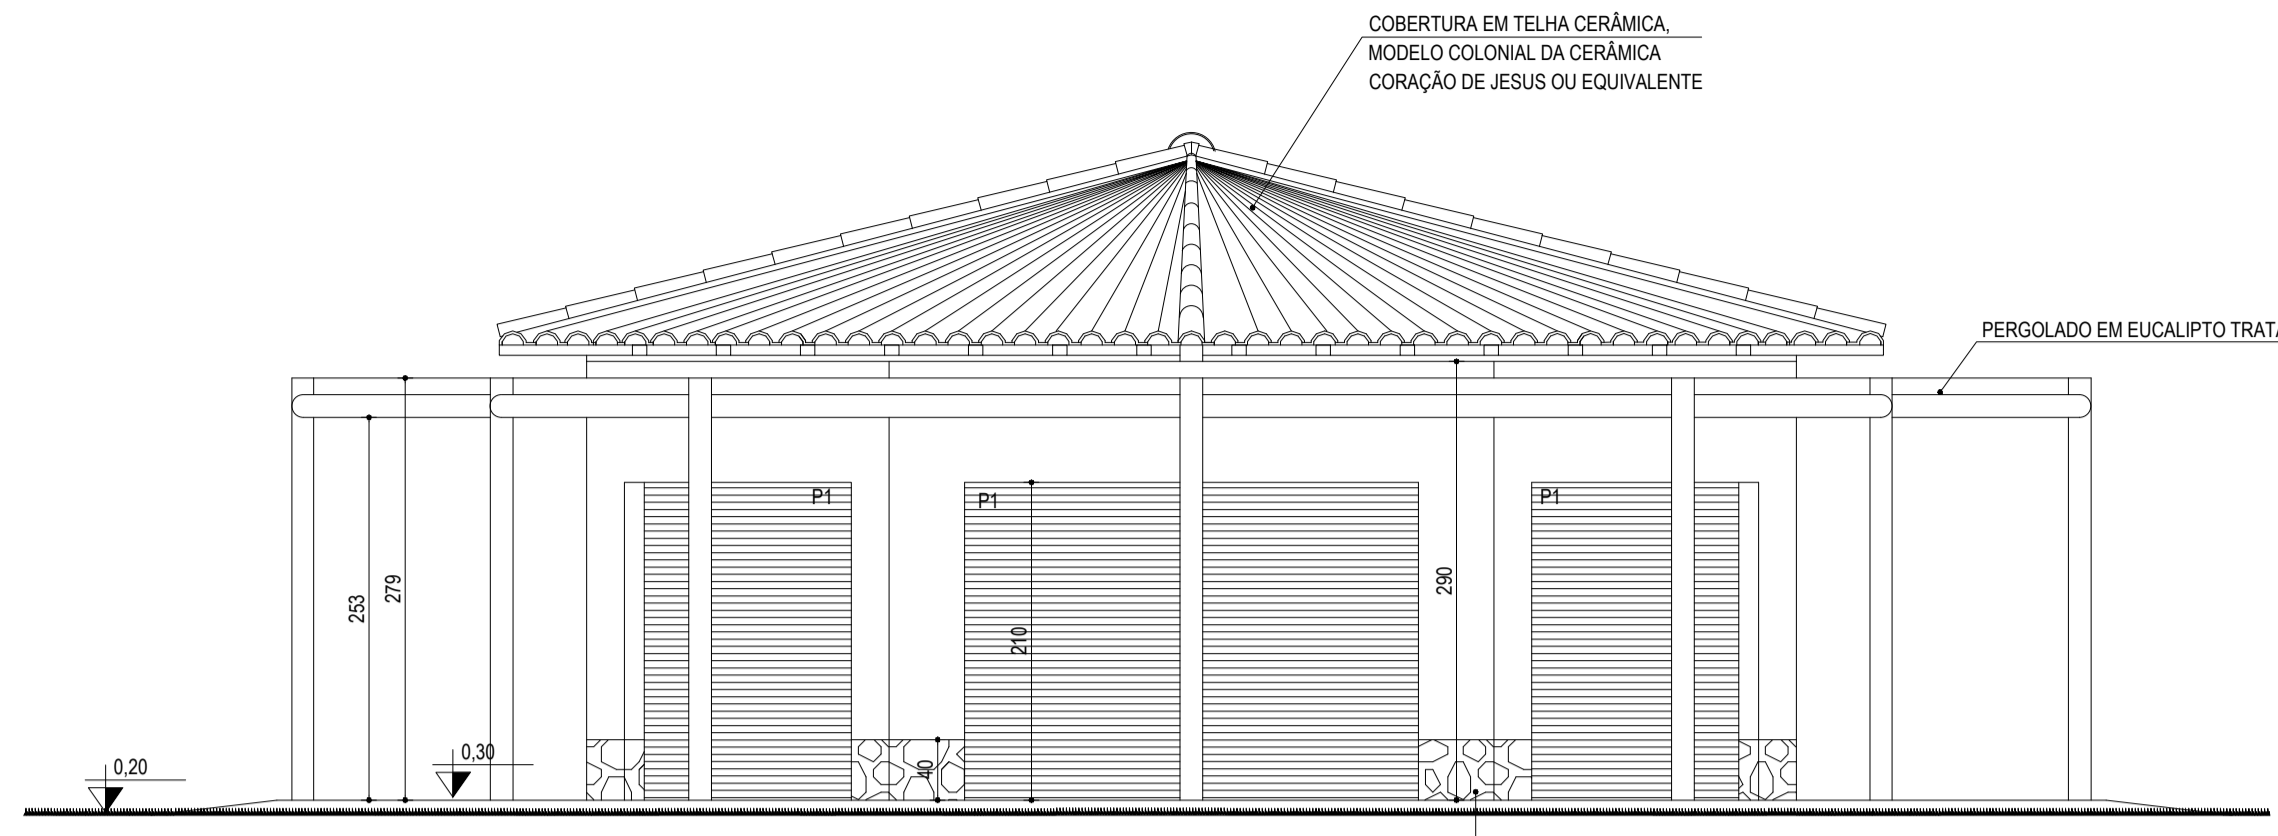 COBERTURA EM TELHA CERÂMICA,
MODELO COLONIAL DA CERÂMICA
CORAÇÃO DE JESUS OU EQUIVALENTE
PERGOLADO EM EUCALIPTO
P1
P1
P1
253
279
290
210
40
0,20
0,30